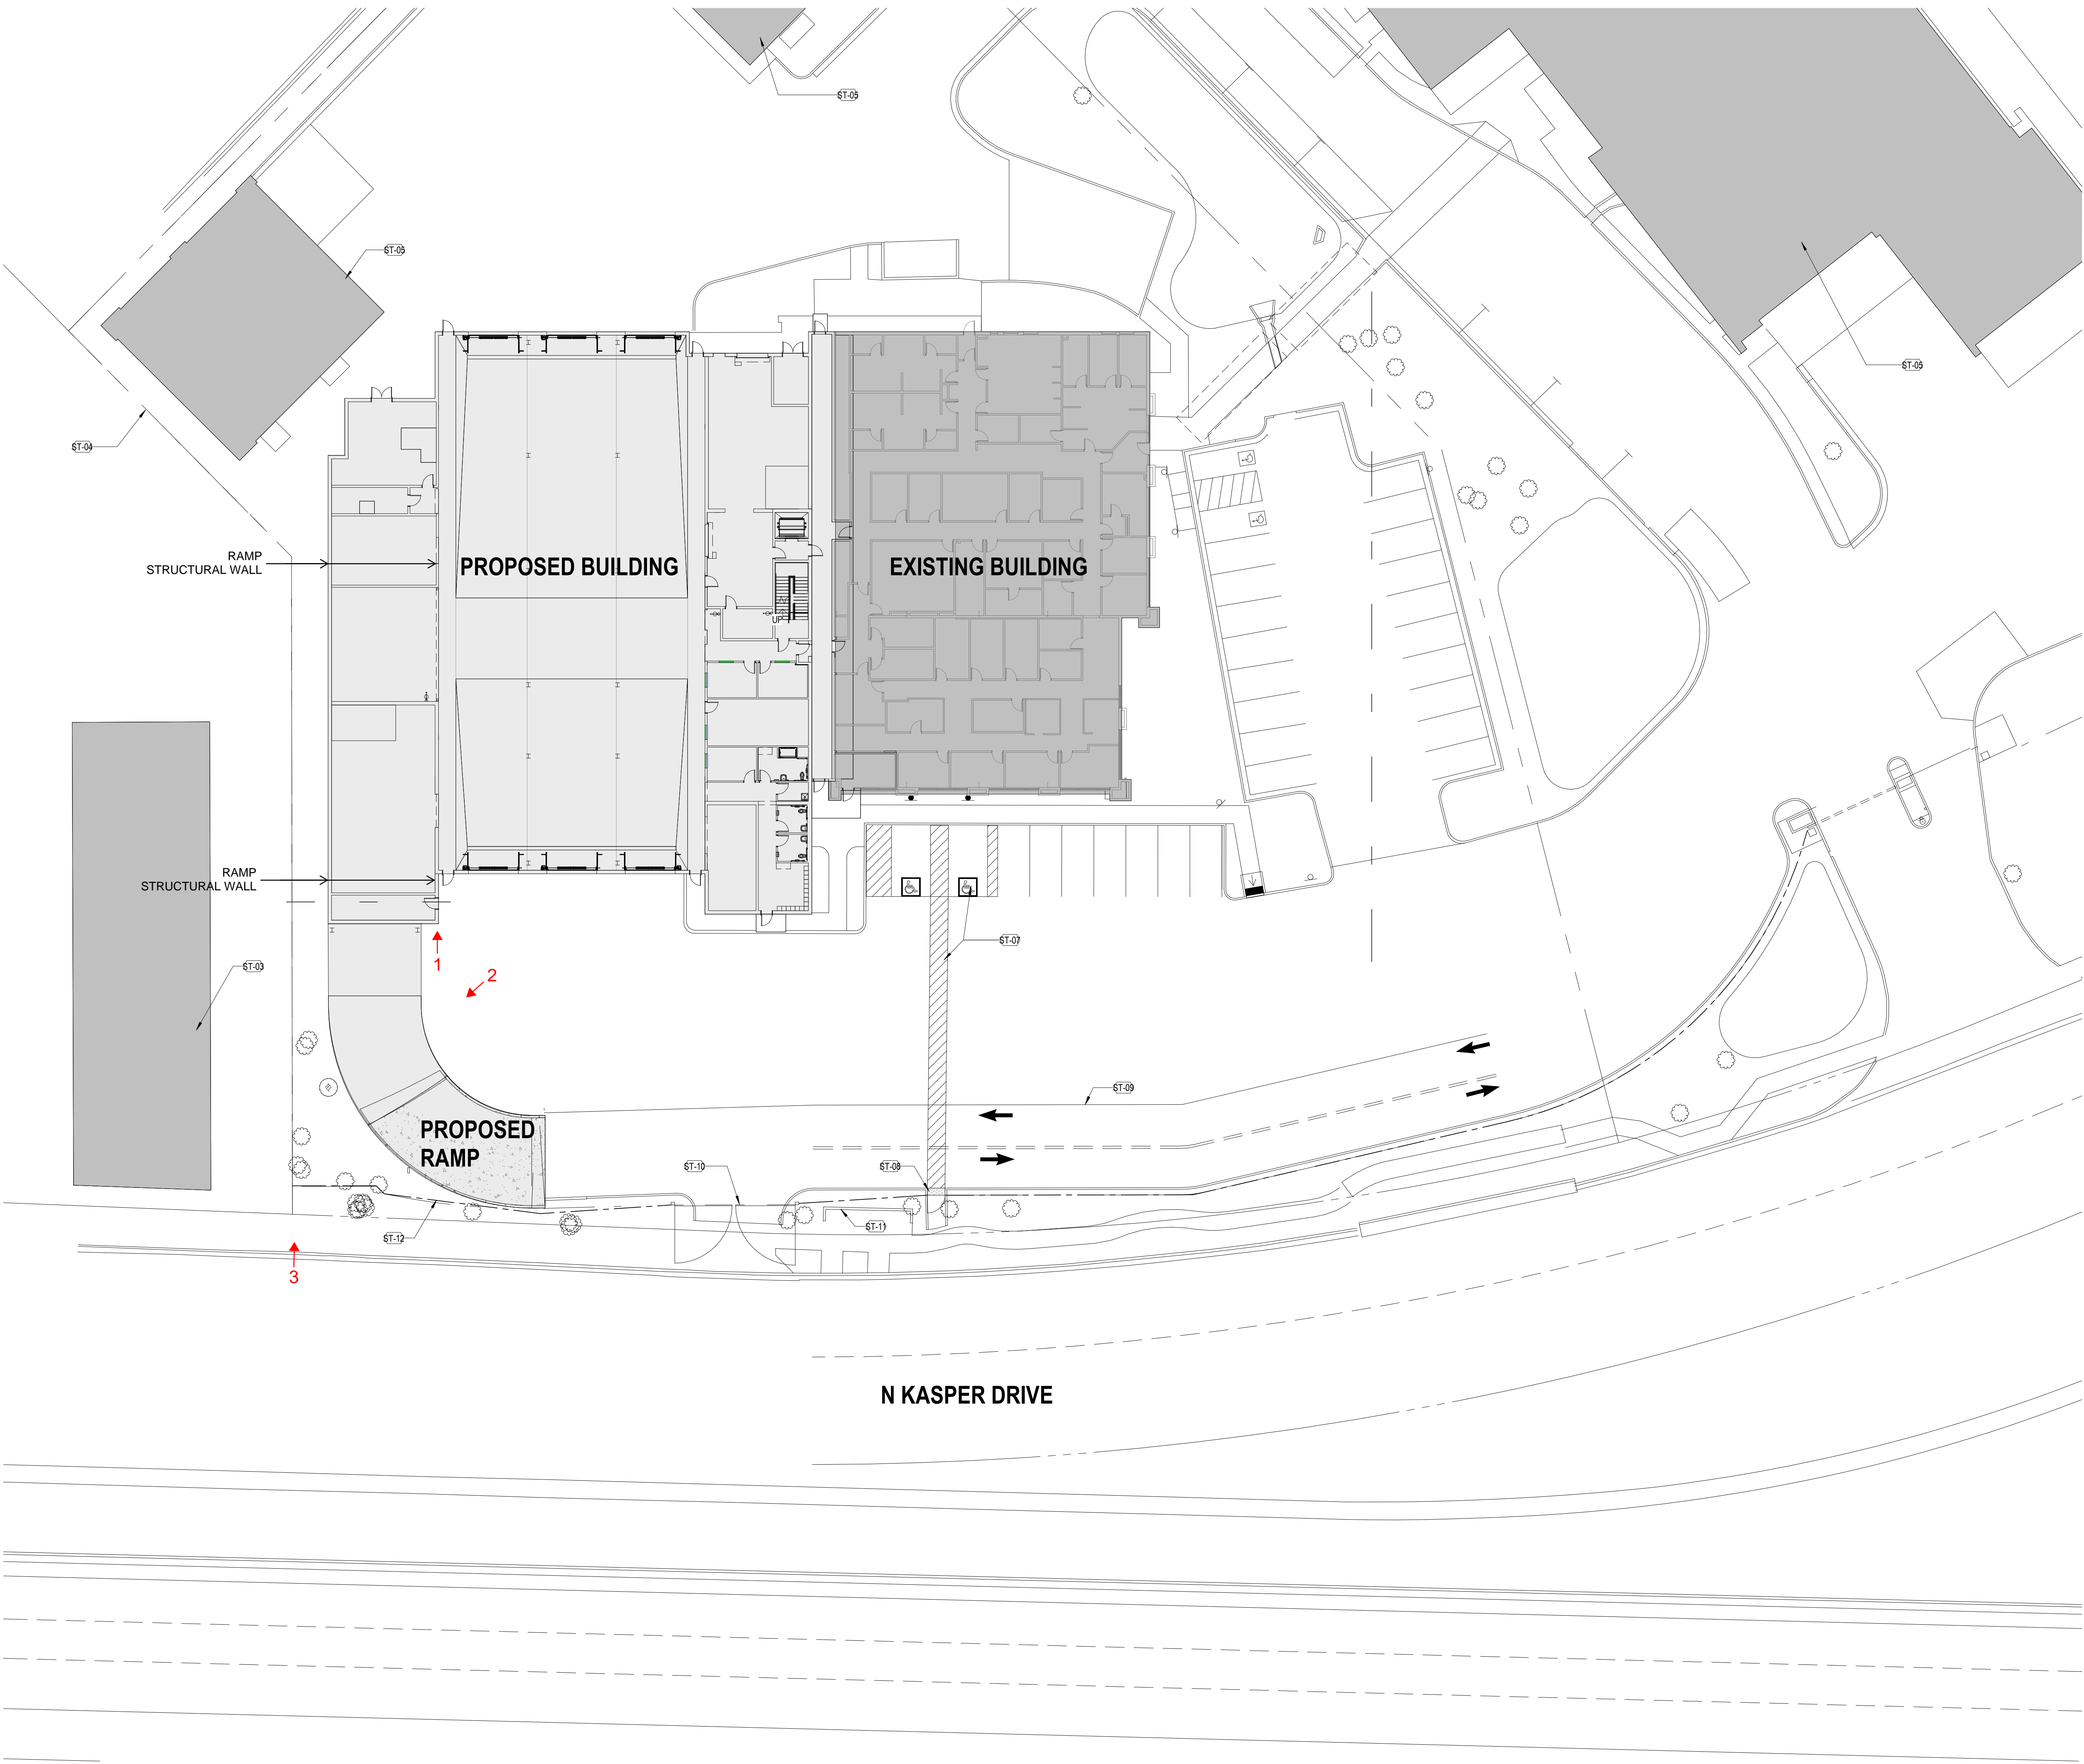 ST-05
ST-05
ST-05
ST-04
RAMP
STRUCTURAL WALL
PROPOSED BUILDING
EXISTING BUILDING
UP
RAMP
STRUCTURAL WALL
ST-07
1
2
ST-03
ST-09
PROPOSED
RAMP
ST-10
ST-08
ST-11
ST-12
3
N KASPER DRIVE